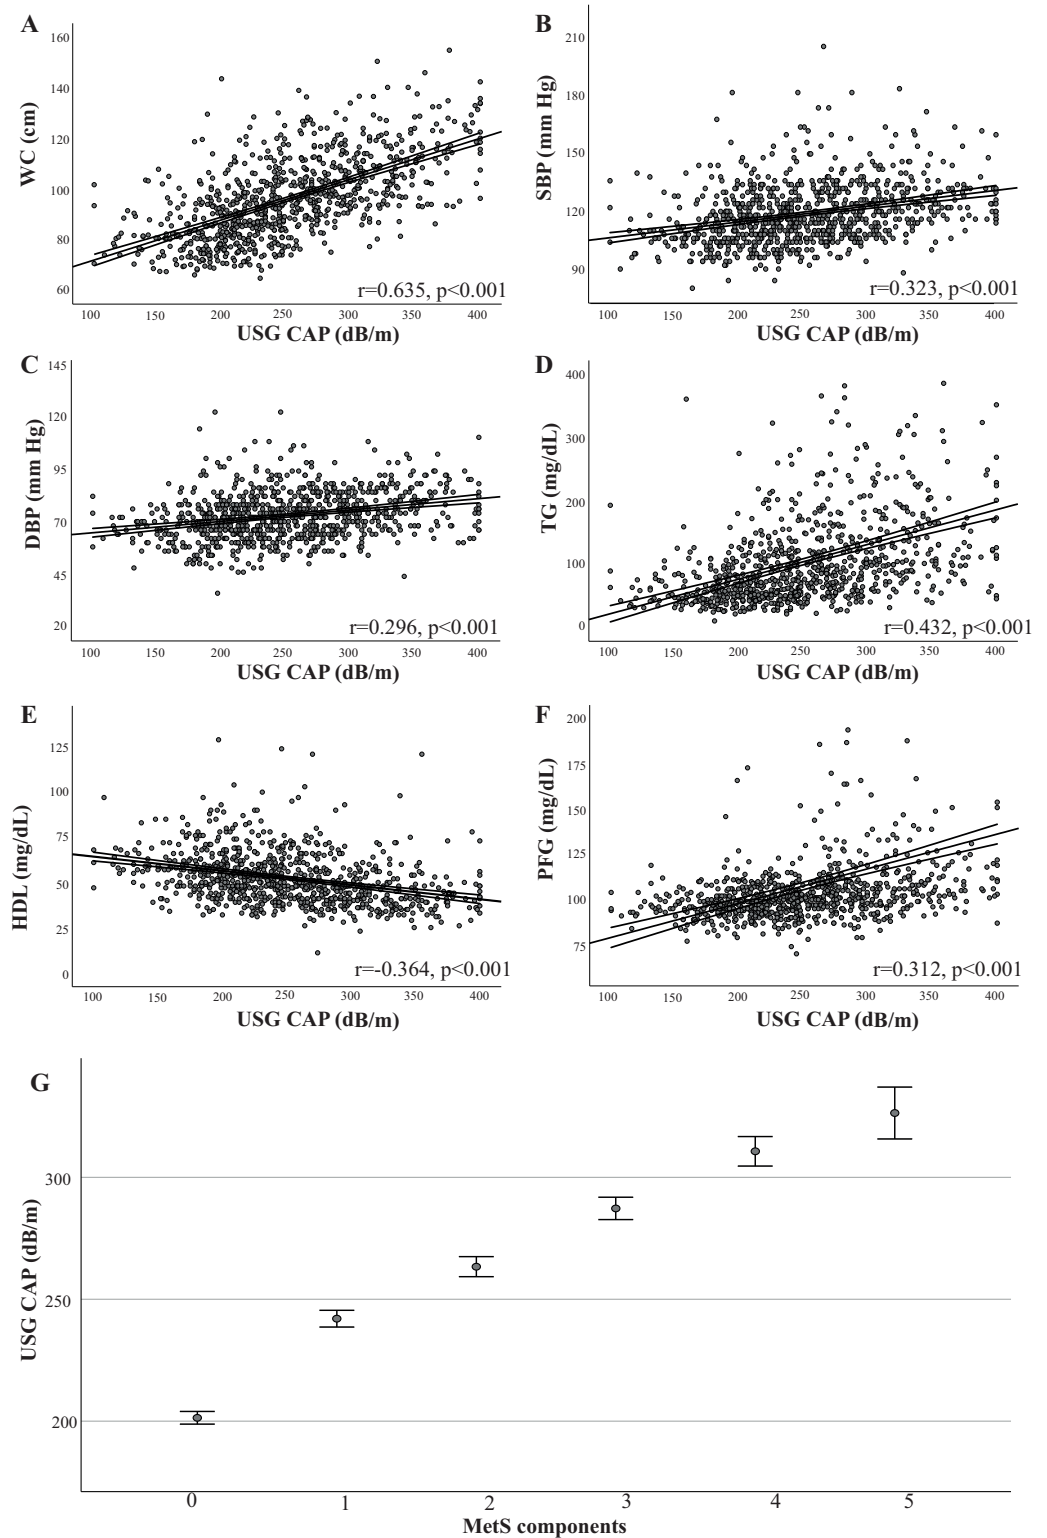 A
160
140
120
100
80
60
WC (cm)
r=0.635, p<0.001
100 150 200 250 300 350 400
USG CAP (dB/m)
B
210
180
150
120
90
SBP (mm Hg)
r=0.323, p<0.001
100 150 200 250 300 350 400
USG CAP (dB/m)
C
145
120
95
70
45
20
DBP (mm Hg)
r=0.296, p<0.001
100 150 200 250 300 350 400
USG CAP (dB/m)
D
400
300
200
100
0
TG (mg/dL)
r=0.432, p<0.001
100 150 200 250 300 350 400
USG CAP (dB/m)
E
125
100
75
50
25
0
HDL (mg/dL)
r=-0.364, p<0.001
100 150 200 250 300 350 400
USG CAP (dB/m)
F
200
175
150
125
100
75
PFG (mg/dL)
r=0.312, p<0.001
100 150 200 250 300 350 400
USG CAP (dB/m)
G
300
250
200
USG CAP (dB/m)
0 1 2 3 4 5
MetS components